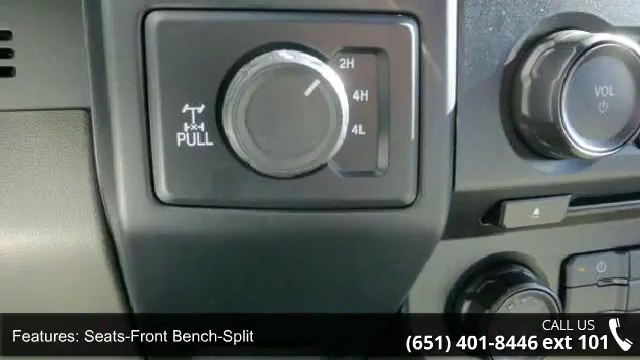 2H
4H
4L
PULL
VOL
Features: Seats-Front Bench-Split
CALL US
(651) 401-8446 ext 101